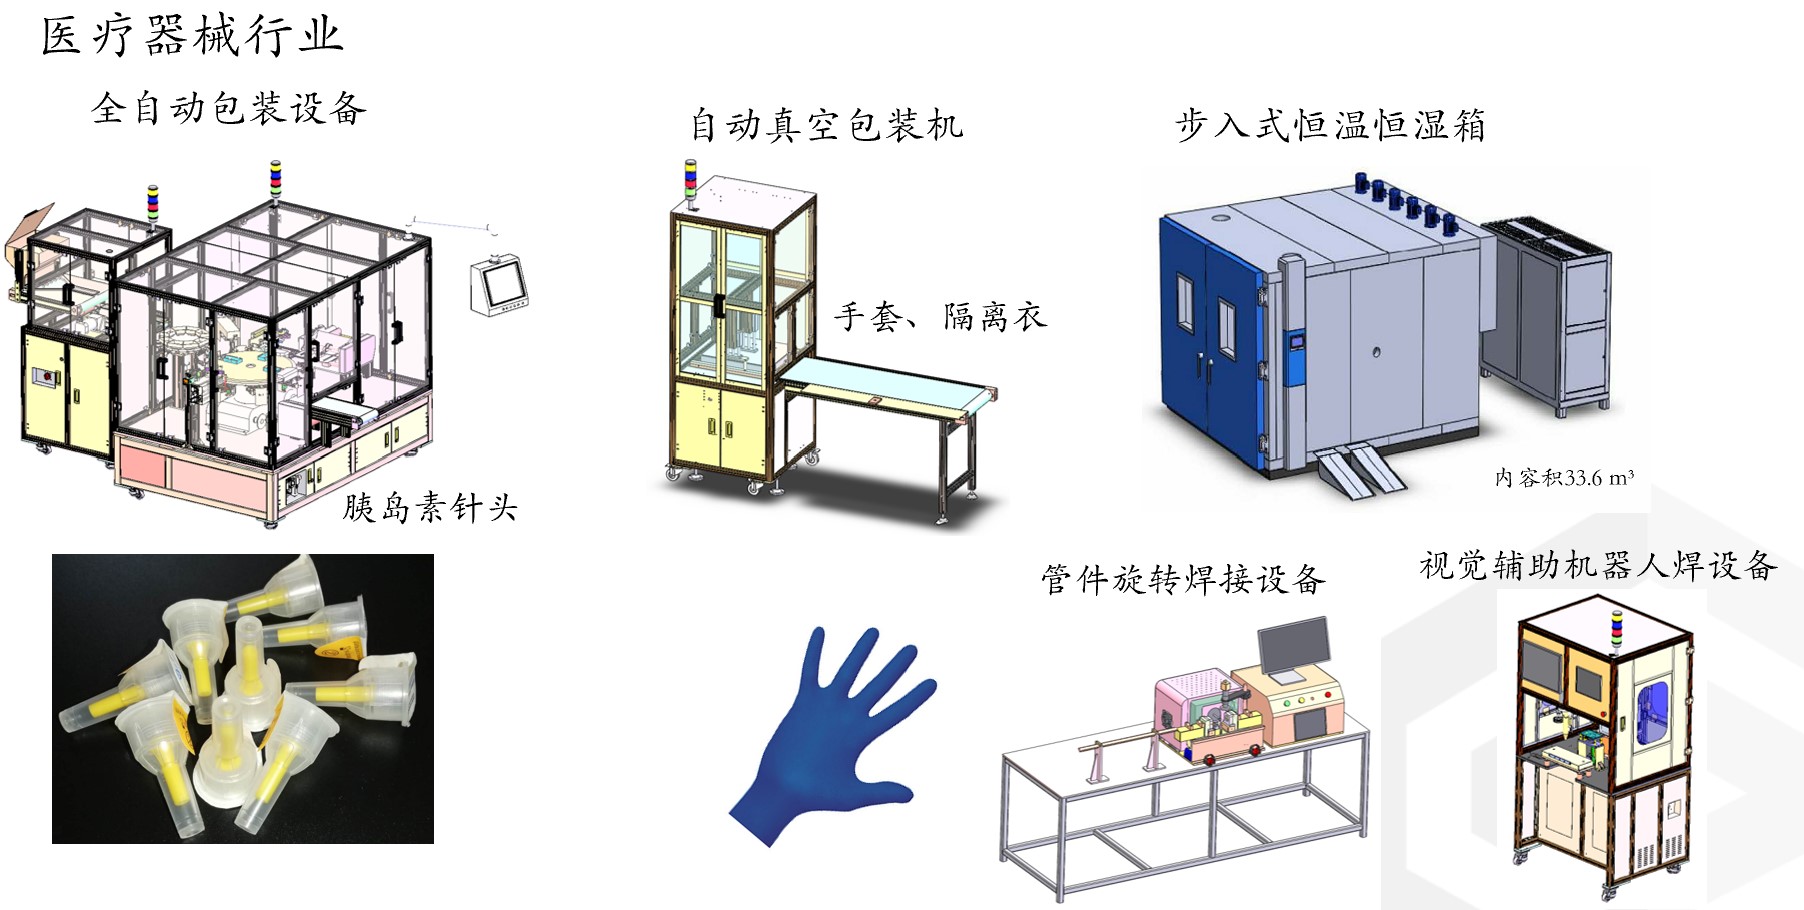 医疗器械行业
全自动包装设备
自动真空包装机
步入式恒温恒湿箱
手套、隔离衣
内容积33.6 m³
胰岛素针头
管件旋转焊接设备
视觉辅助机器人焊设备